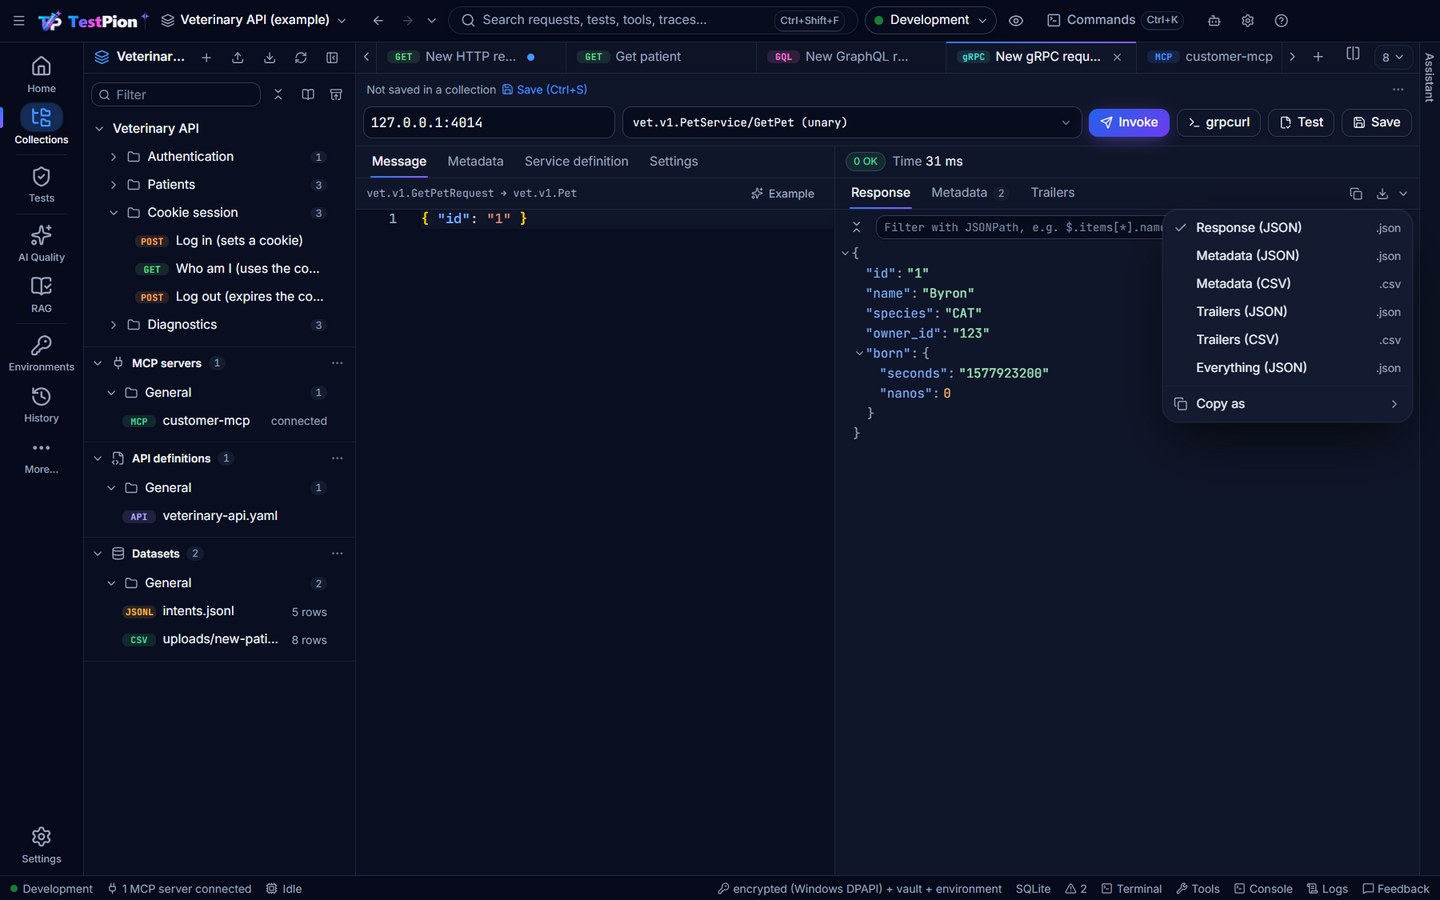 TestPion
Veterinary API (example)
Search requests, tests, tools, traces...
Ctrl+Shift+F
Development
Commands
Ctrl+K
Home
Collections
Tests
AI Quality
RAG
Environments
History
More...
Settings
Veterinar...
Filter
Veterinary API
Authentication 1
Patients 3
Cookie session 3
POST Log in (sets a cookie)
GET Who am I (uses the co...
POST Log out (expires the co...
Diagnostics 3
MCP servers 1
General 1
MCP customer-mcp connected
API definitions 1
General 1
API veterinary-api.yaml
Datasets 2
General 2
JSONL intents.jsonl 5 rows
CSV uploads/new-pati... 8 rows
GET New HTTP re...
GET Get patient
GQL New GraphQL r...
gRPC New gRPC requ...
MCP customer-mcp
8
Assistant
Not saved in a collection Save (Ctrl+S)
127.0.0.1:4014
vet.v1.PetService/GetPet (unary)
Invoke
grpcurl
Test
Save
Message Metadata Service definition Settings
vet.v1.GetPetRequest → vet.v1.Pet
Example
1 { "id": "1" }
0 OK Time 31 ms
Response Metadata 2 Trailers
Filter with JSONPath, e.g. $.items[*].name
{
"id": "1"
"name": "Byron"
"species": "CAT"
"owner_id": "123"
"born": {
"seconds": "1577923200"
"nanos": 0
}
}
Response (JSON) .json
Metadata (JSON) .json
Metadata (CSV) .csv
Trailers (JSON) .json
Trailers (CSV) .csv
Everything (JSON) .json
Copy as
Development
1 MCP server connected
Idle
encrypted (Windows DPAPI) + vault + environment
SQLite
2
Terminal
Tools
Console
Logs
Feedback